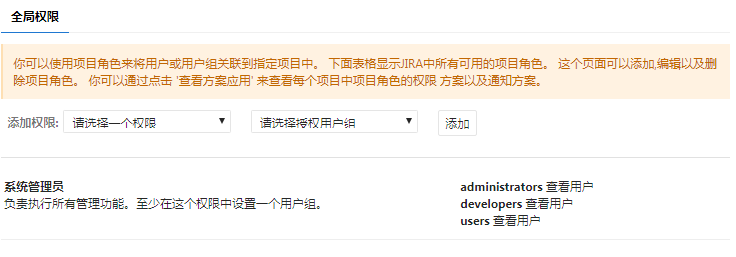 全局权限
你可以使用项目角色来将用户或用户组关联到指定项目中。 下面表格显示JIRA中所有可用的项目角色。 这个页面可以添加,编辑以及删
除项目角色。 你可以通过点击 '查看方案应用' 来查看每个项目中项目角色的权限 方案以及通知方案。
添加权限: 请选择一个权限 请选择授权用户组 添加
系统管理员 administrators 查看用户
负责执行所有管理功能。至少在这个权限中设置一个用户组。 developers 查看用户
users 查看用户